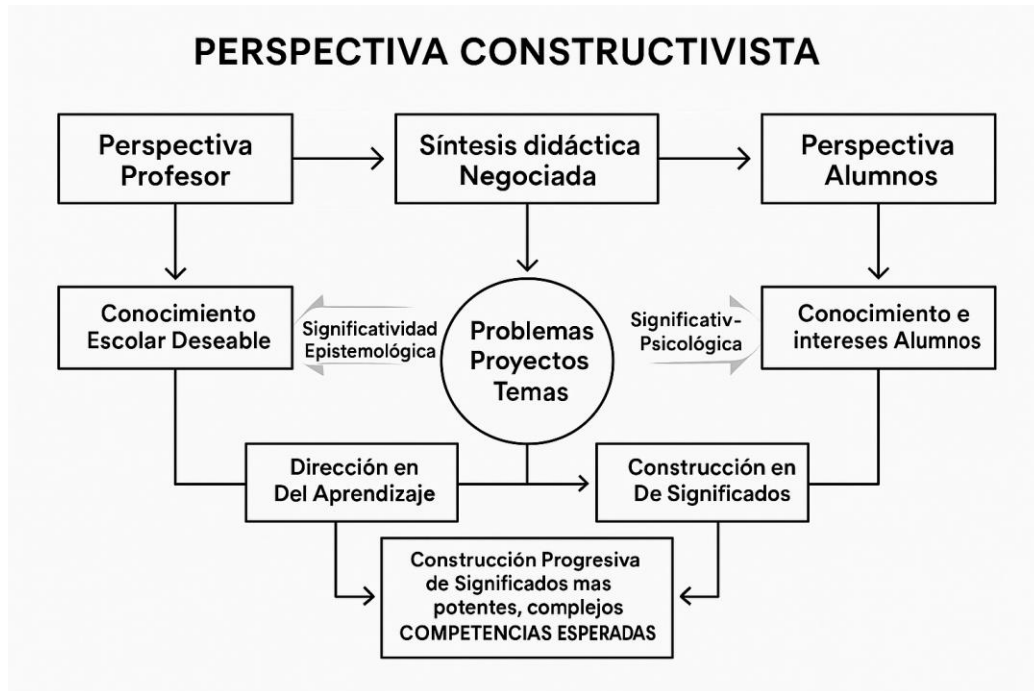 PERSPECTIVA CONSTRUCTIVISTA
Perspectiva
Profesor
Síntesis didáctica
Negociada
Perspectiva
Alumnos
Conocimiento
Escolar Deseable
Significatividad
Epistemológica
Problemas
Proyectos
Temas
Significativ-
Psicológica
Conocimiento e
intereses Alumnos
Dirección en
Del Aprendizaje
Construcción en
De Significados
Construcción Progresiva
de Significados mas
potentes, complejos
COMPETENCIAS ESPERADAS